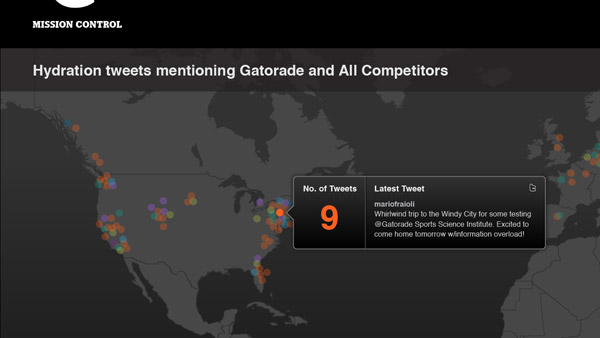 MISSION CONTROL
Hydration tweets mentioning Gatorade and All Competitors
No. of Tweets
9
Latest Tweet
mariofraioli
Whirlwind trip to the Windy City for some testing
@Gatorade Sports Science Institute. Excited to
come home tomorrow w/information overload!